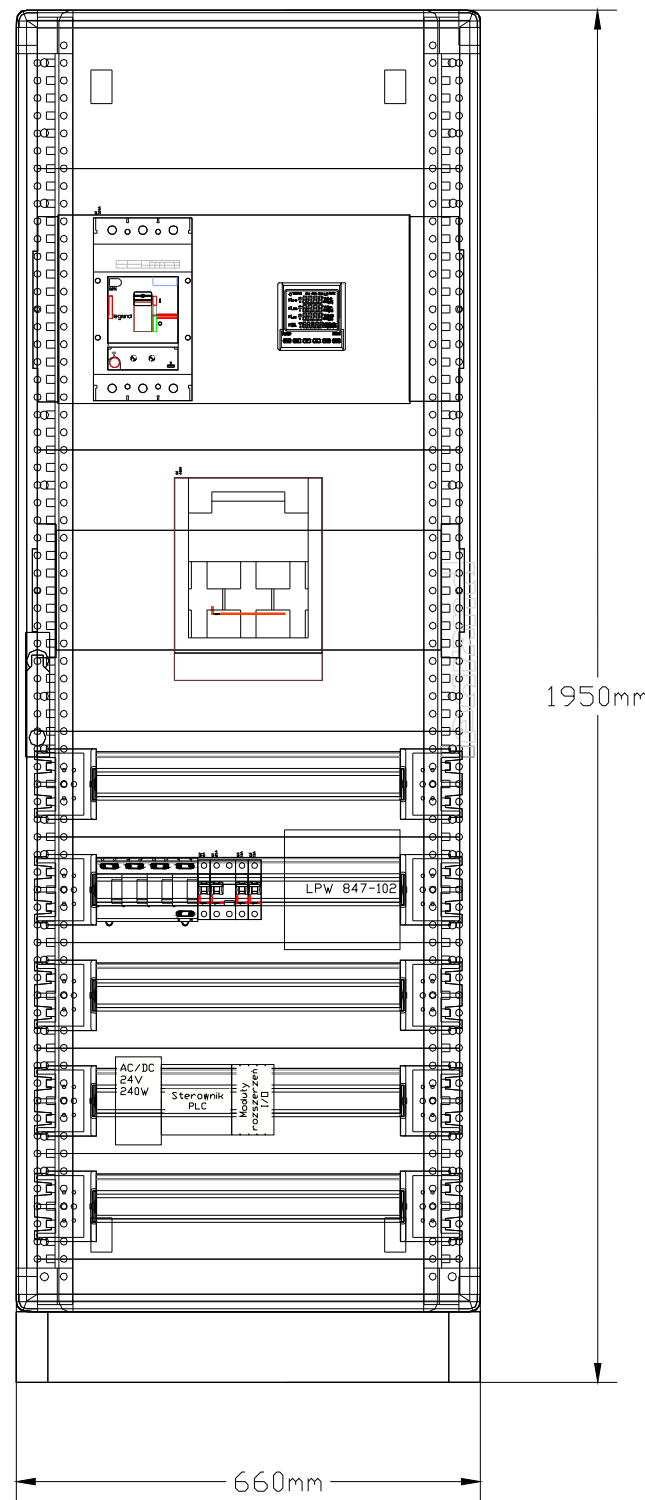 legrand
1950mm
LPW 847-102
AC/DC
24V
240W
Sterownik
PLC
Moduły
rozszerzeń
I/O
660mm